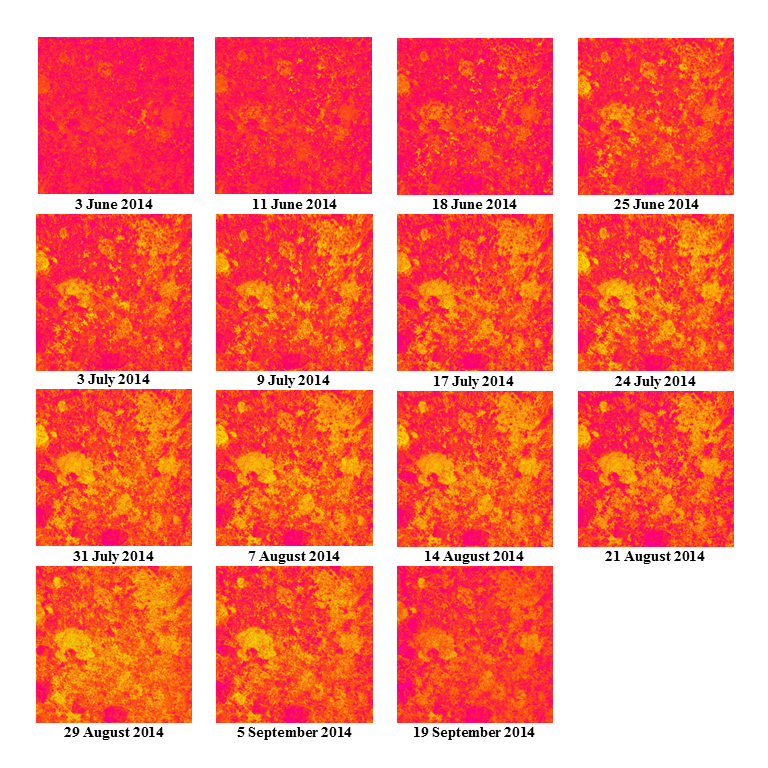 3 June 2014
11 June 2014
18 June 2014
25 June 2014
3 July 2014
9 July 2014
17 July 2014
24 July 2014
31 July 2014
7 August 2014
14 August 2014
21 August 2014
29 August 2014
5 September 2014
19 September 2014